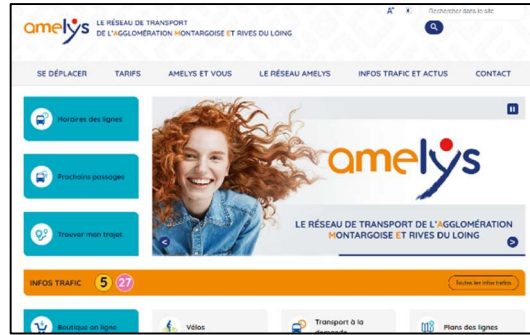 amelys
LE RÉSEAU DE TRANSPORT
DE L'AGGLOMÉRATION MONTARGOISE ET RIVES DU LOING
A+
Rechercher dans le site
SE DÉPLACER TARIFS AMELYS ET VOUS LE RÉSEAU AMELYS INFOS TRAFIC ET ACTUS CONTACT
Horaires des lignes
Prochains passages
Trouver mon trajet
amelys
LE RÉSEAU DE TRANSPORT DE L'AGGLOMÉRATION
MONTARGOISE ET RIVES DU LOING
INFOS TRAFIC 5 27 Toutes les infos trafics
Boutique en ligne Vélos Transport à la demande Plans des lignes